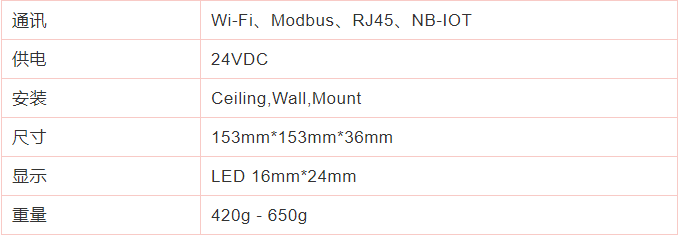 通讯 Wi-Fi、Modbus、RJ45、NB-IOT
供电 24VDC
安装 Ceiling,Wall,Mount
尺寸 153mm*153mm*36mm
显示 LED 16mm*24mm
重量 420g - 650g